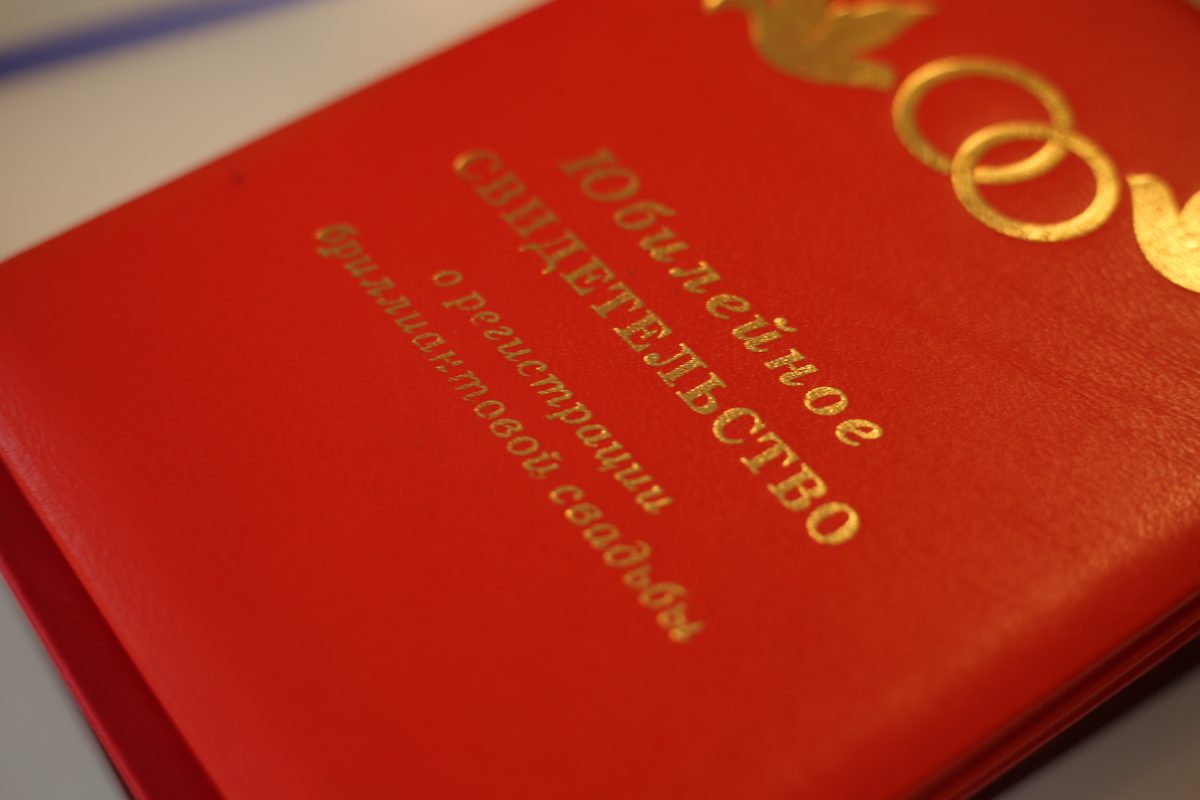 Юбилейное
СВИДЕТЕЛЬСТВО
о регистрации
бриллиантовой свадьбы